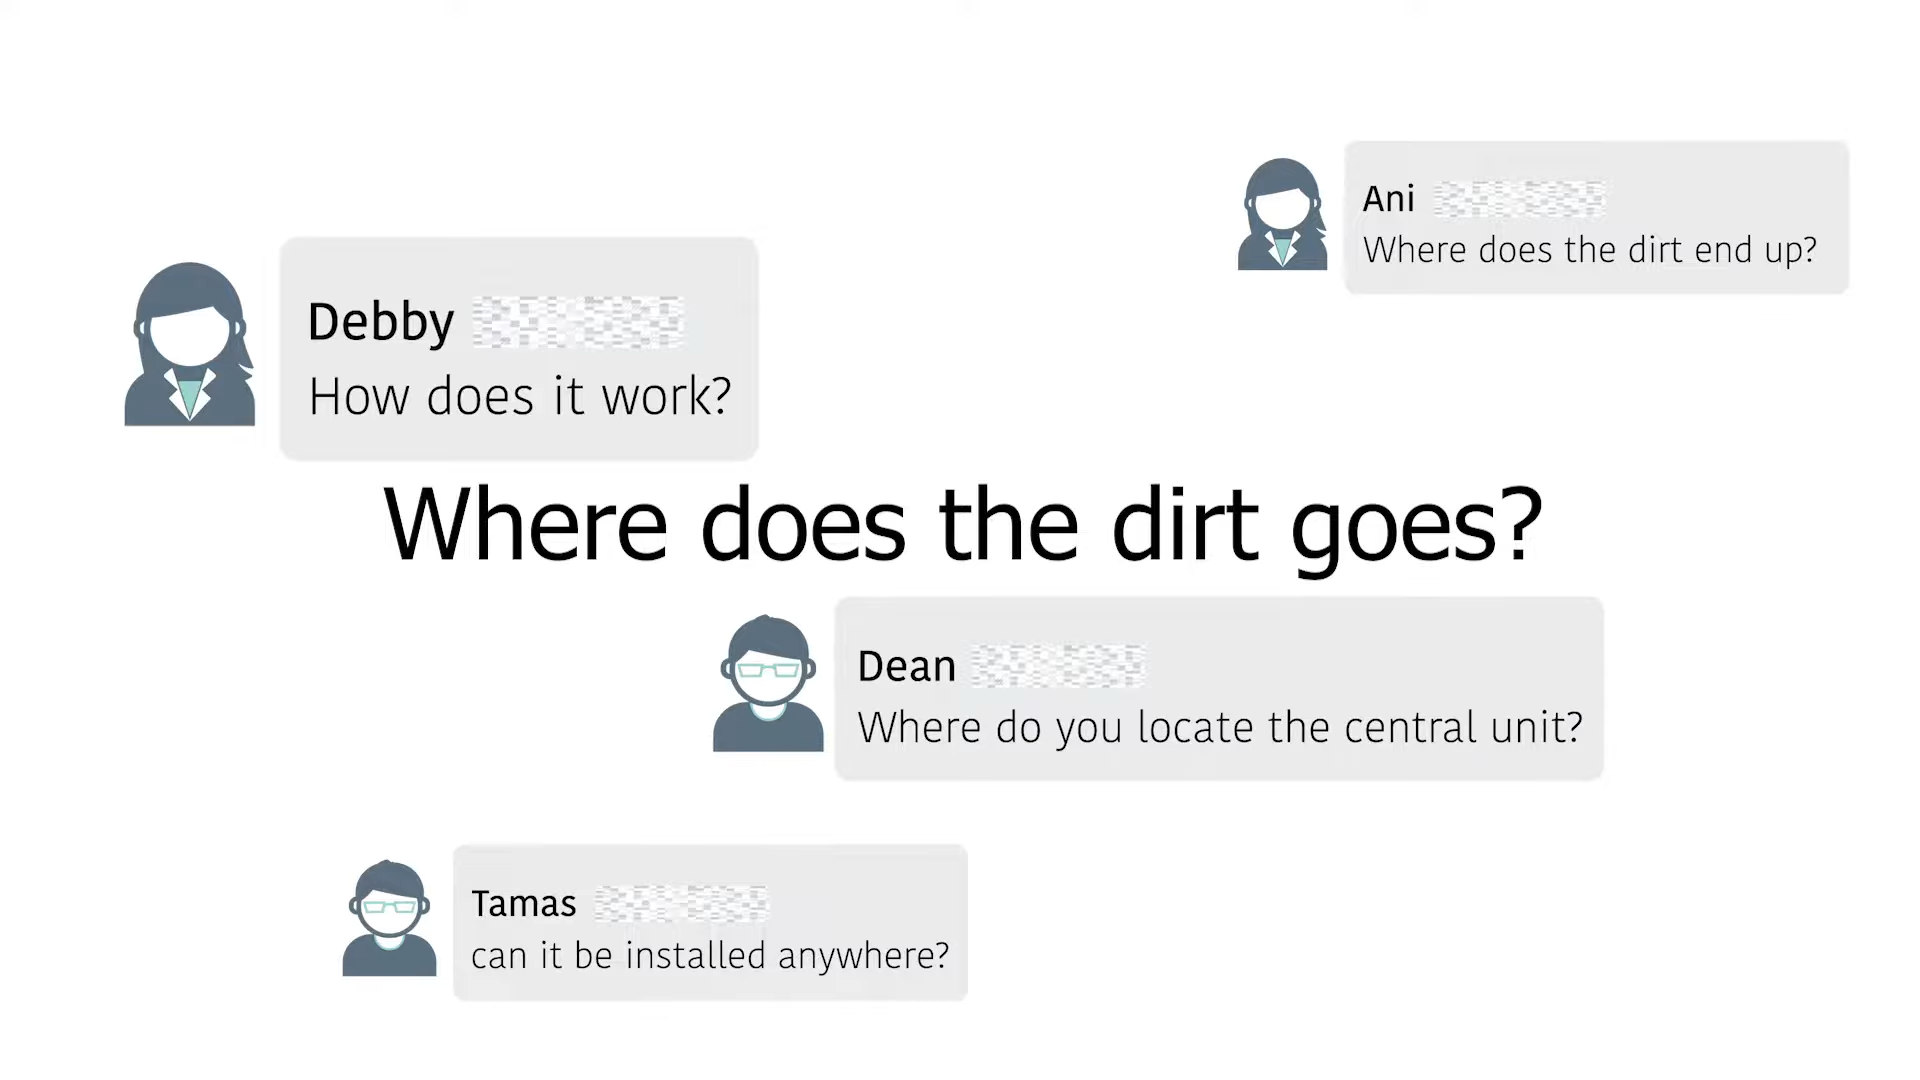 Ani
Where does the dirt end up?
Debby
How does it work?
Where does the dirt goes?
Dean
Where do you locate the central unit?
Tamas
can it be installed anywhere?